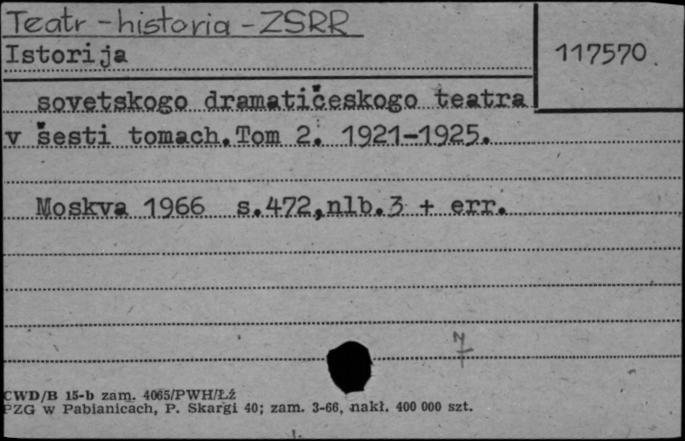 Teatr - historia - ZSRR
Istorija
117570.
sovetskogo dramatičeskogo teatra
v šesti tomach. Tom 2. 1921-1925.
Moskva 1966 s.472,nlb.3 + err.
CWD/B 15-b zam. 4065/PWH/Łź
PZG w Pabianicach, P. Skargi 40; zam. 3-66, nakł. 400 000 szt.